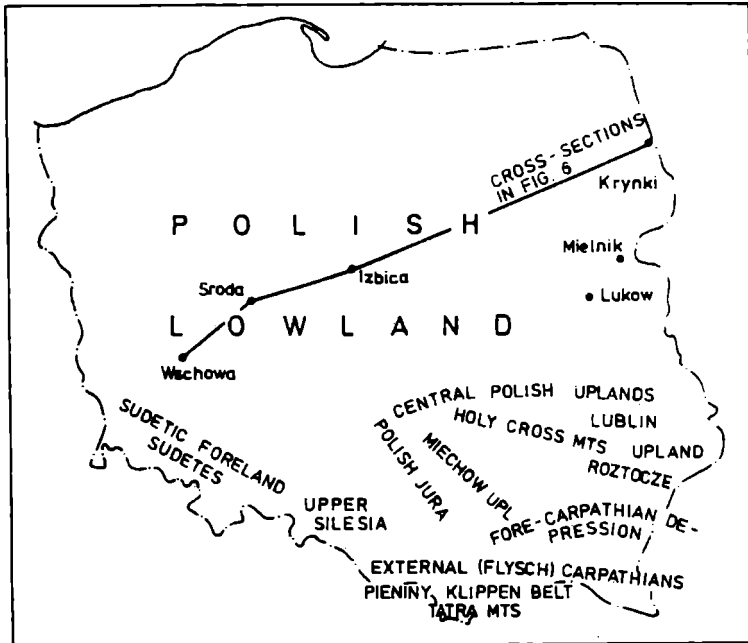 CROSS-SECTIONS
IN FIG. 6
Krynki
POLISH
Mielnik
Izbica
Sroda
Lukow
LOWLAND
Wschowa
CENTRAL POLISH UPLANDS
SUDETIC FORELAND
SUDETES
HOLY CROSS MTS
LUBLIN
UPLAND
ROZTOCZE
MIECHOW UPL
POLISH JURA
UPPER
SILESIA
FORE-CARPATHIAN DE-
PRESSION
EXTERNAL (FLYSCH) CARPATHIANS
PIENINY KLIPPEN BELT
TATRA MTS